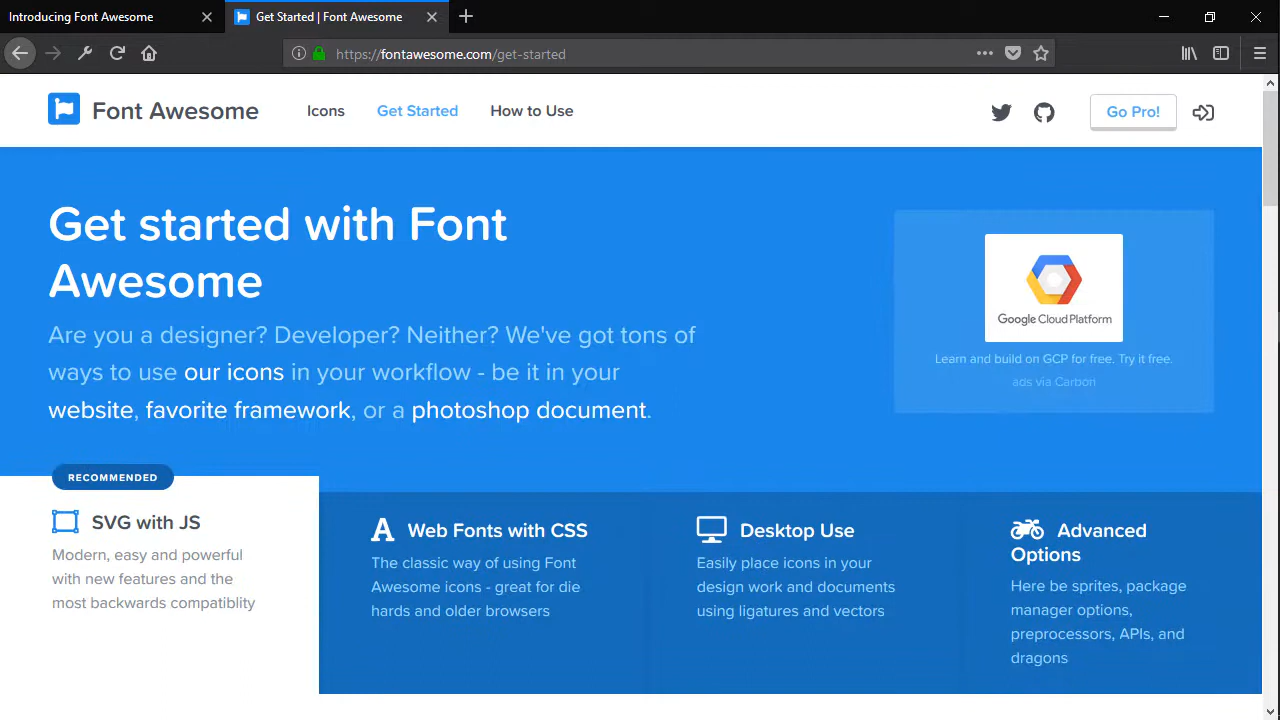 Introducing Font Awesome
Get Started | Font Awesome
https://fontawesome.com/get-started
Font Awesome
Icons
Get Started
How to Use
Go Pro!
Get started with Font
Awesome
Are you a designer? Developer? Neither? We've got tons of
ways to use our icons in your workflow - be it in your
website, favorite framework, or a photoshop document.
Google Cloud Platform
Learn and build on GCP for free. Try it free.
ads via Carbon
RECOMMENDED
SVG with JS
Modern, easy and powerful
with new features and the
most backwards compatiblity
Web Fonts with CSS
The classic way of using Font
Awesome icons - great for die
hards and older browsers
Desktop Use
Easily place icons in your
design work and documents
using ligatures and vectors
Advanced
Options
Here be sprites, package
manager options,
preprocessors, APIs, and
dragons